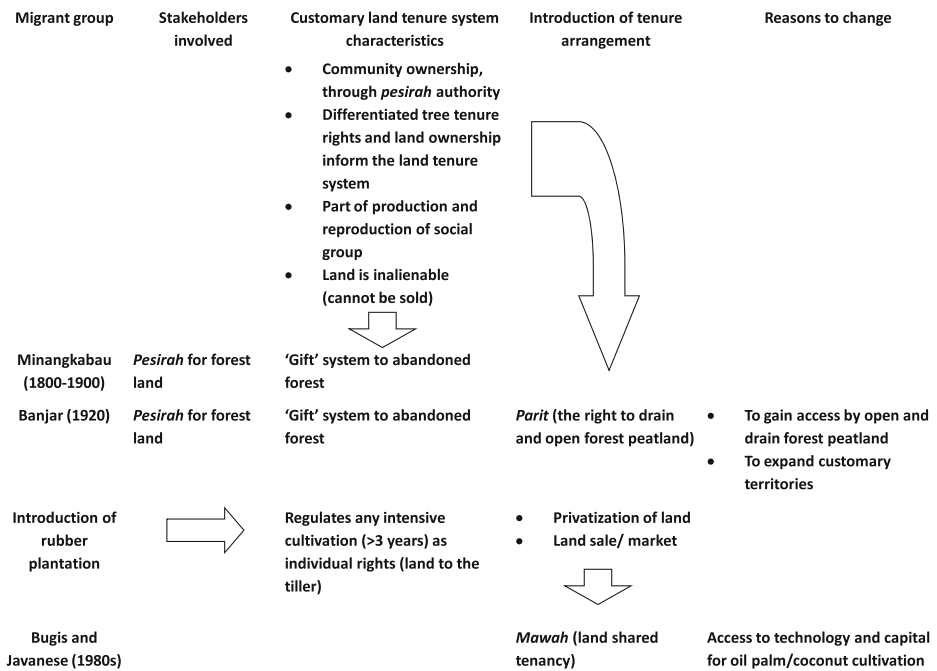 Migrant group
Stakeholders
involved
Customary land tenure system
characteristics
Introduction of tenure
arrangement
Reasons to change
• Community ownership,
through pesirah authority
• Differentiated tree tenure
rights and land ownership
inform the land tenure
system
• Part of production and
reproduction of social
group
• Land is inalienable
(cannot be sold)
Minangkabau
(1800-1900)
Pesirah for forest
land
‘Gift’ system to abandoned
forest
Banjar (1920)
Pesirah for forest
land
‘Gift’ system to abandoned
forest
Parit (the right to drain
and open forest peatland)
• To gain access by open and
drain forest peatland
• To expand customary
territories
Introduction of
rubber
plantation
Regulates any intensive
cultivation (>3 years) as
individual rights (land to the
tiller)
• Privatization of land
• Land sale/ market
Bugis and
Javanese (1980s)
Mawah (land shared
tenancy)
Access to technology and capital
for oil palm/coconut cultivation